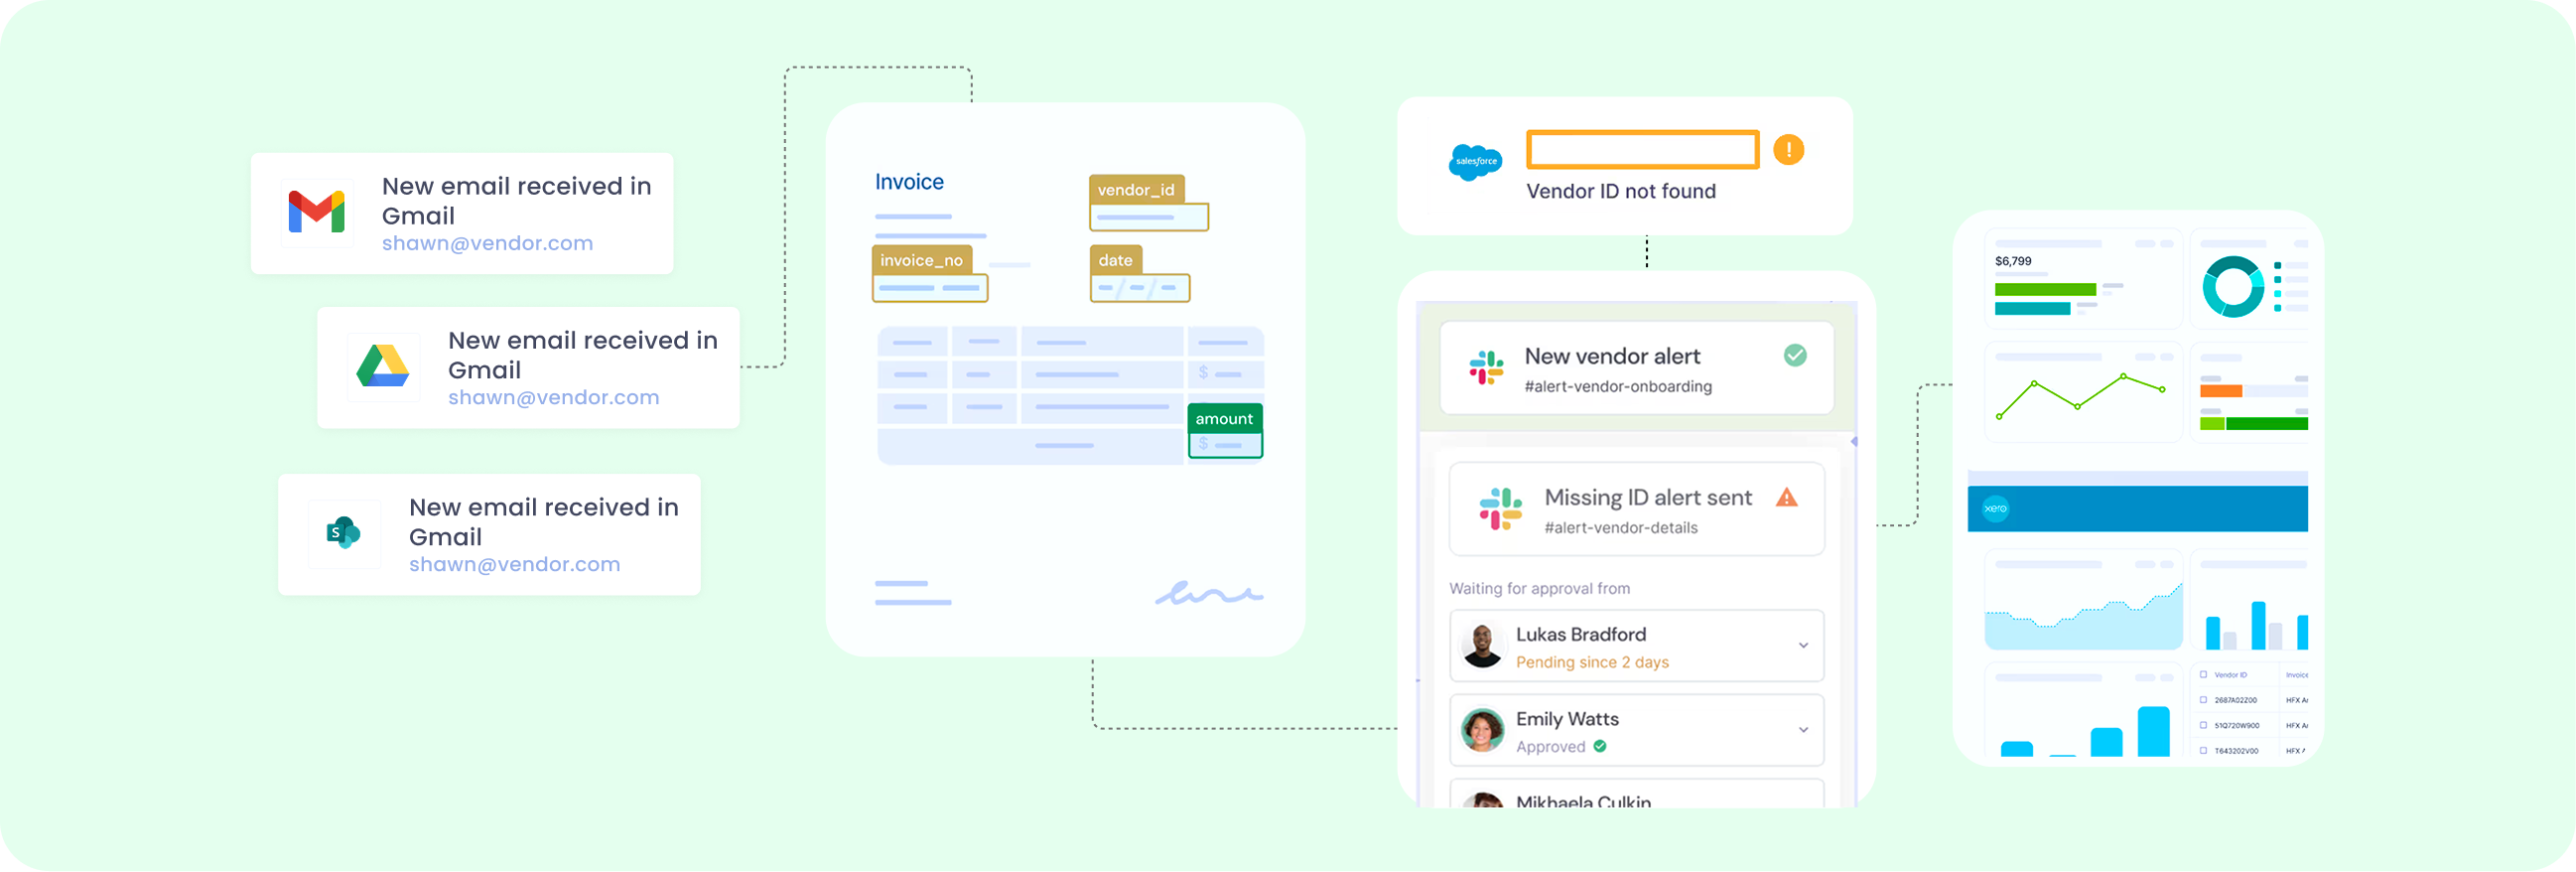 New email received in
Gmail
shawn@vendor.com
New email received in
Gmail
shawn@vendor.com
S
New email received in
Gmail
shawn@vendor.com
Invoice
vendor_id
invoice_no
date
$
amount
$
salesforce
!
Vendor ID not found
New vendor alert
#alert-vendor-onboarding
Missing ID alert sent
#alert-vendor-details
Waiting for approval from
Lukas Bradford
Pending since 2 days
Emily Watts
Approved
Mikhaela Culkin
$6,799
xero
Vendor ID Invoice
2687A02Z00 HFX A
51Q720W900 HFX A
T643202V00 HFX